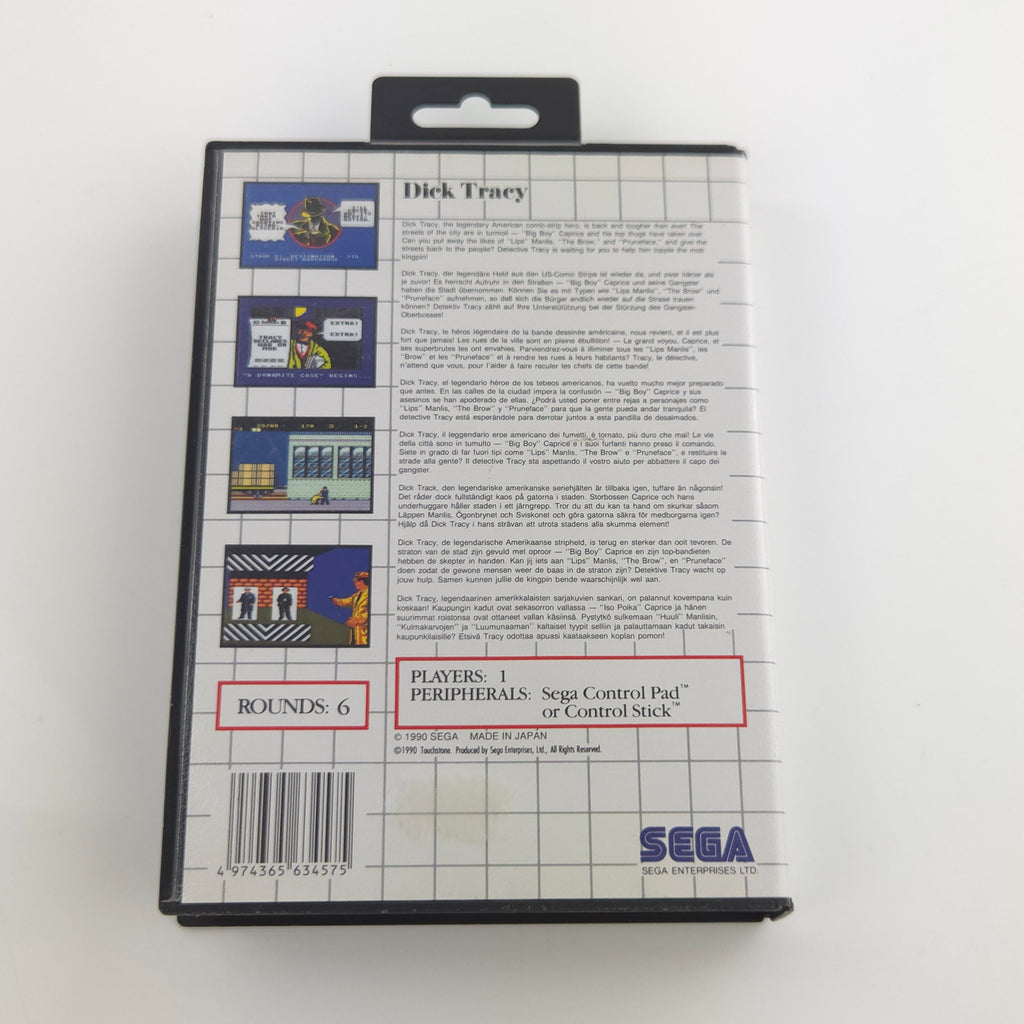 Dick Tracy
Dick Tracy, the legendary American comic-strip hero, is back and tougher than ever! The
streets of the city are in turmoil — "Big Boy" Caprice and his top thugs have taken over.
Can you put away the likes of "Lips" Manlis, "The Brow," and "Pruneface," and give the
streets back to the people? Detective Tracy is waiting for you to help him topple the mob
kingpin!
Dick Tracy, der legendäre Held aus den US-Comic Strips ist wieder da, und zwar härter als
je zuvor! Es herrscht Aufruhr in den Straßen — "Big Boy" Caprice und seine Gangster
haben die Stadt übernommen. Können Sie es mit Typen wie "Lips Manlis", "The Brow" und
"Pruneface" aufnehmen, so daß sich die Bürger endlich wieder auf die Strasse trauen
können? Detektiv Tracy zählt auf Ihre Unterstütützung bei der Stürzung des Gangster-
Oberbosses!
Dick Tracy, le héros légendaire de la bande dessinée américaine, nous revient, et il est plus
fort que jamais! Les rues de la ville sont en pleine ébullition! — Le grand voyou, Caprice, et
ses superbrutes les ont envahies. Parviendrez-vous à illiminer tous les "Lips Manlis", les
"Brow" et les "Pruneface" et à rendre les rues à leurs habitants? Tracy, le détective,
n'attend que vous, pour l'aider à faire reculer les chefs de cette bande!
Dick Tracy, el legendario héroe de los tebeos americanos, ha vuelto mucho mejor preparado
que antes. En las calles de la ciudad impera la confusión — "Big Boy" Caprice y sus
asesinos se han apoderado de ellas. ¿Podrá usted poner entre rejas a personajes como
"Lips" Manlis, "The Brow" y "Pruneface" para que la gente pueda andar tranquila? El
detective Tracy está esperándole para derrotar juntos a esta pandilla de desalmados.
Dick Tracy, il leggendario eroe americano dei fumetti, è tornato, più duro che mai! Le vie
della città sono in tumulto — "Big Boy" Caprice e i suoi furfanti hanno preso il comando.
Siete in grado di far fuori tipi come "Lips" Manlis, "The Brow" e "Pruneface", e restituire le
strade alla gente? Il detective Tracy sta aspettando il vostro aiuto per abbattere il capo dei
gangster.
Dick Track, den legendariske amerikanske seriehjälten är tillbaka igen, tuffare än någonsin!
Det råder dock fullständigt kaos på gatorna i staden. Storbossen Caprice och hans
underhuggare håller staden i ett järngrepp. Tror du att du kan ta hand om skurkar såsom
Läppen Manlis, Ögonbrynet och Sviskonet och göra gatorna säkra för medborgarna igen?
Hjälp då Dick Tracy i hans strävan att utrota stadens alla skumma element!
Dick Tracy, de legendarische Amerikaanse stripheld, is terug en sterker dan ooit tevoren. De
straton van de stad zijn gevuld met oproor — "Big Boy" Caprice en zijn top-bandieten
hebben de skepter in handen. Kan jij iets aan "Lips" Manlis, "The Brow", en "Pruneface"
doen zodat de gewone mensen weer de baas in de straton zijn? Detektive Tracy wacht op
jouw hulp. Samen kunnen jullie de kingpin bende waarschijnlijk wel aan.
Dick Tracy, legendaarinen amerikkalaisten sarjakuvien sankari, on palannut kovempana kuin
koskaan! Kaupungin kadut ovat sekasorron vallassa — "Iso Poika" Caprice ja hänen
suurimmat roistonsa ovat ottaneet vallan käsiinsä. Pystytkö sulkemaan "Huuli" Manlisin,
"Kulmakarvojen" ja "Luumunaaman" kaltaiset tyypit selliin ja palauttamaan kadut takaisin
kaupunkilaisille? Etsivä Tracy odottaa apuasi kaataakseen koplan pomon!
EXTRA!
EXTRA!
TRACY
DECLARES
WAR ON
MOB
"A DYNAMITE CASE" BEGINS...
29700 170 1-2
ROUNDS: 6
PLAYERS: 1
PERIPHERALS: Sega Control Pad™
or Control Stick™
© 1990 SEGA MADE IN JAPAN
©1990 Touchstone. Produced by Sega Enterprises, Ltd., All Rights Reserved.
4 974365 634575
SEGA
SEGA ENTERPRISES LTD.